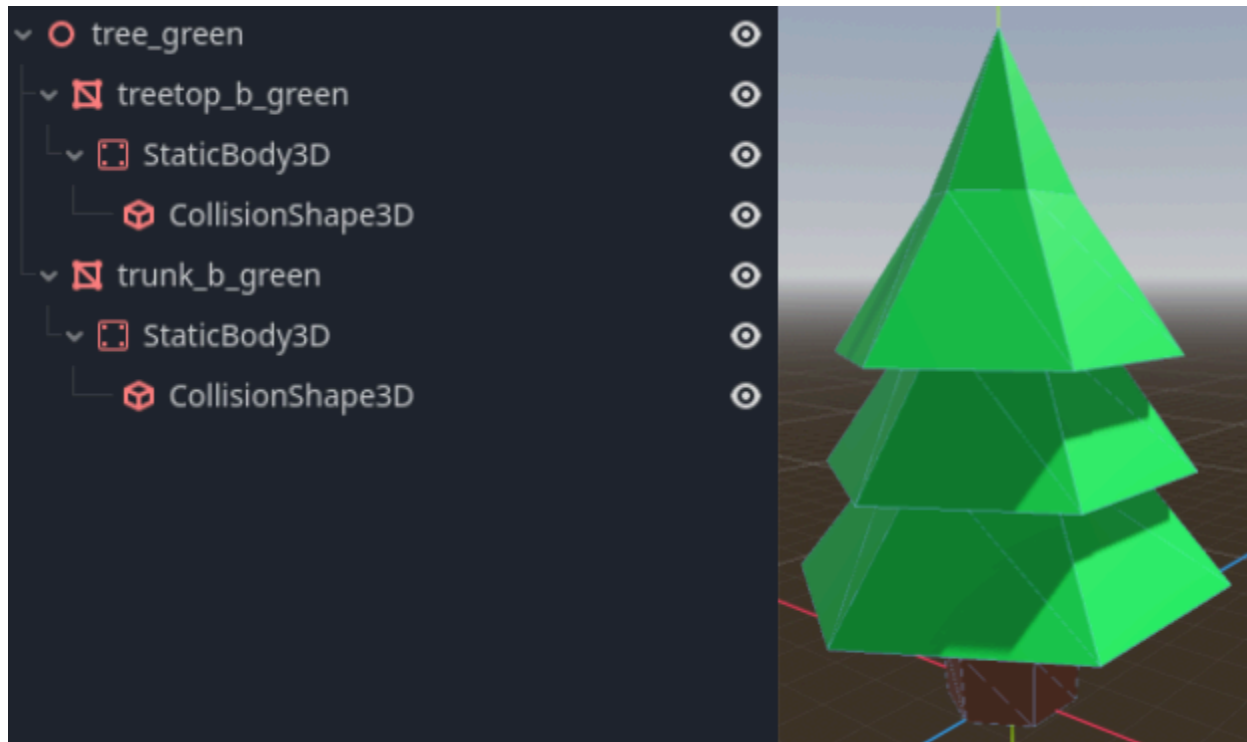 tree_green
treetop_b_green
StaticBody3D
CollisionShape3D
trunk_b_green
StaticBody3D
CollisionShape3D